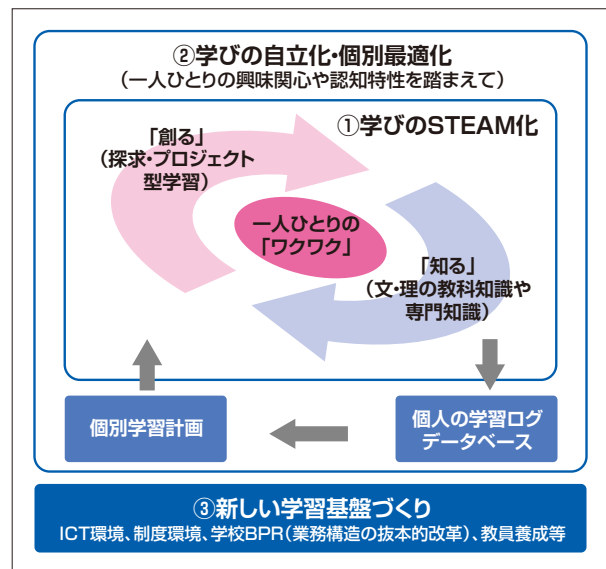 ②学びの自立化・個別最適化
（一人ひとりの興味関心や認知特性を踏まえて）
①学びのSTEAM化
「創る」
（探求・プロジェクト
型学習）
一人ひとりの
「ワクワク」
「知る」
（文・理の教科知識や
専門知識）
個別学習計画
個人の学習ログ
データベース
③新しい学習基盤づくり
ICT環境、制度環境、学校BPR（業務構造の抜本的改革）、教員養成等